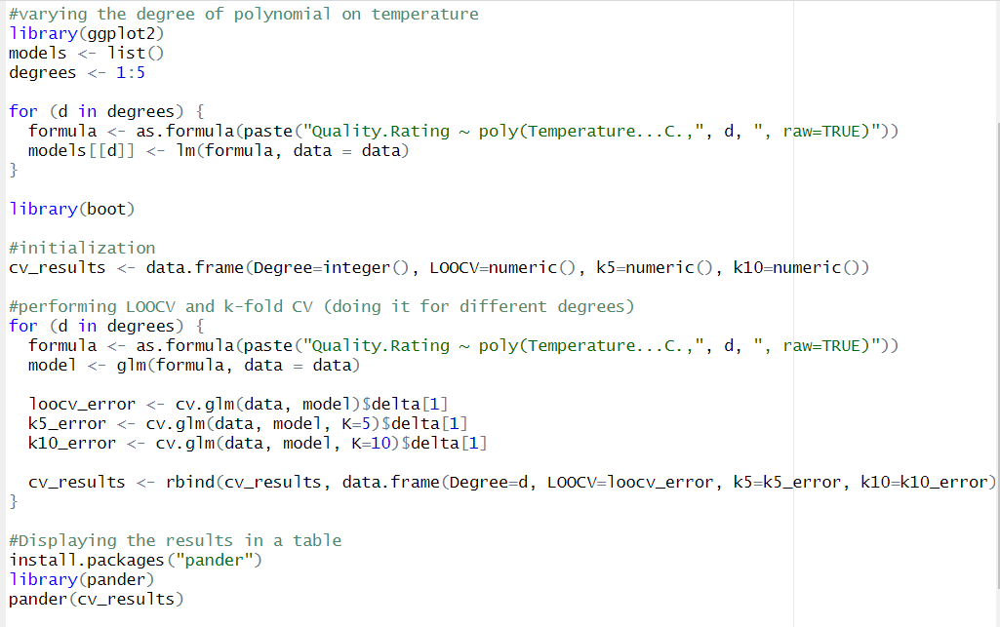 #varying the degree of polynomial on temperature
library(ggplot2)
models <- list()
degrees <- 1:5

for (d in degrees) {
  formula <- as.formula(paste("Quality.Rating ~ poly(Temperature...C.,", d, ", raw=TRUE)"))
  models[[d]] <- lm(formula, data = data)
}

library(boot)

#initialization
cv_results <- data.frame(Degree=integer(), LOOCV=numeric(), k5=numeric(), k10=numeric())

#performing LOOCV and k-fold CV (doing it for different degrees)
for (d in degrees) {
  formula <- as.formula(paste("Quality.Rating ~ poly(Temperature...C.,", d, ", raw=TRUE)"))
  model <- glm(formula, data = data)

  loocv_error <- cv.glm(data, model)$delta[1]
  k5_error <- cv.glm(data, model, K=5)$delta[1]
  k10_error <- cv.glm(data, model, K=10)$delta[1]

  cv_results <- rbind(cv_results, data.frame(Degree=d, LOOCV=loocv_error, k5=k5_error, k10=k10_error)
}

#Displaying the results in a table
install.packages("pander")
library(pander)
pander(cv_results)